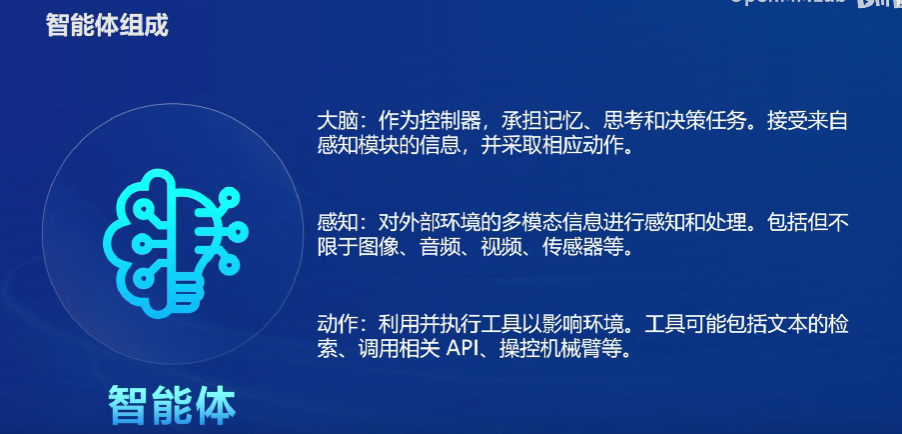 OpenMMLab
智能体组成
大脑：作为控制器，承担记忆、思考和决策任务。接受来自
感知模块的信息，并采取相应动作。
感知：对外部环境的多模态信息进行感知和处理。包括但不
限于图像、音频、视频、传感器等。
动作：利用并执行工具以影响环境。工具可能包括文本的检
索、调用相关 API、操控机械臂等。
智能体